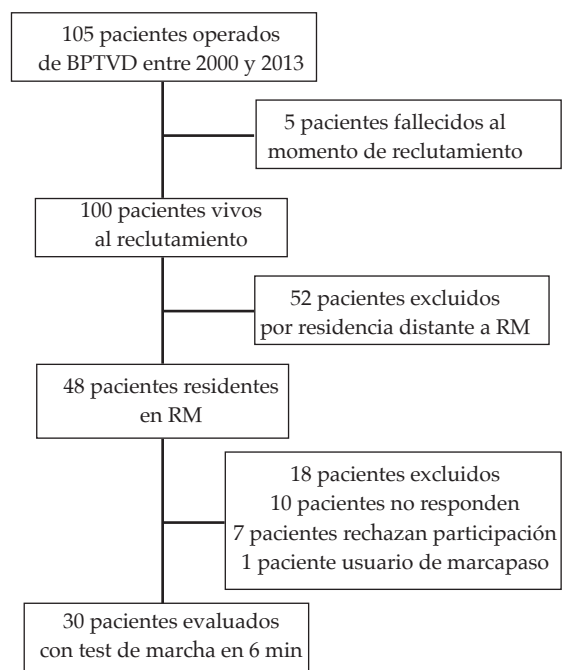 105 pacientes operados
de BPTVD entre 2000 y 2013
5 pacientes fallecidos al
momento de reclutamiento
100 pacientes vivos
al reclutamiento
52 pacientes excluidos
por residencia distante a RM
48 pacientes residentes
en RM
18 pacientes excluidos
10 pacientes no responden
7 pacientes rechazan participación
1 paciente usuario de marcapaso
30 pacientes evaluados
con test de marcha en 6 min